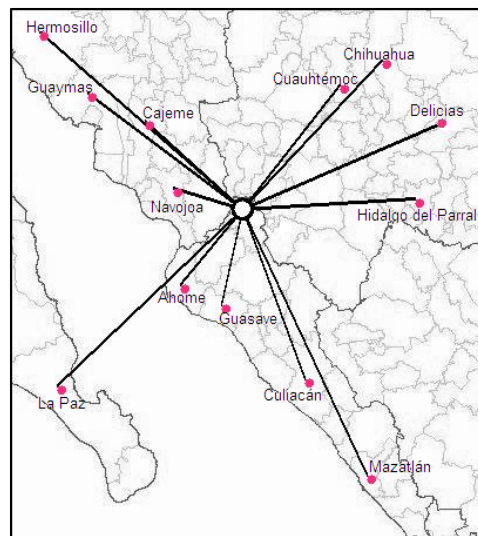 Hermosillo
Chihuahua
Cuauhtémoc
Guaymas
Cajeme
Delicias
Navojoa
Hidalgo del Parral
Ahome
Guasave
La Paz
Culiacán
Mazatlán